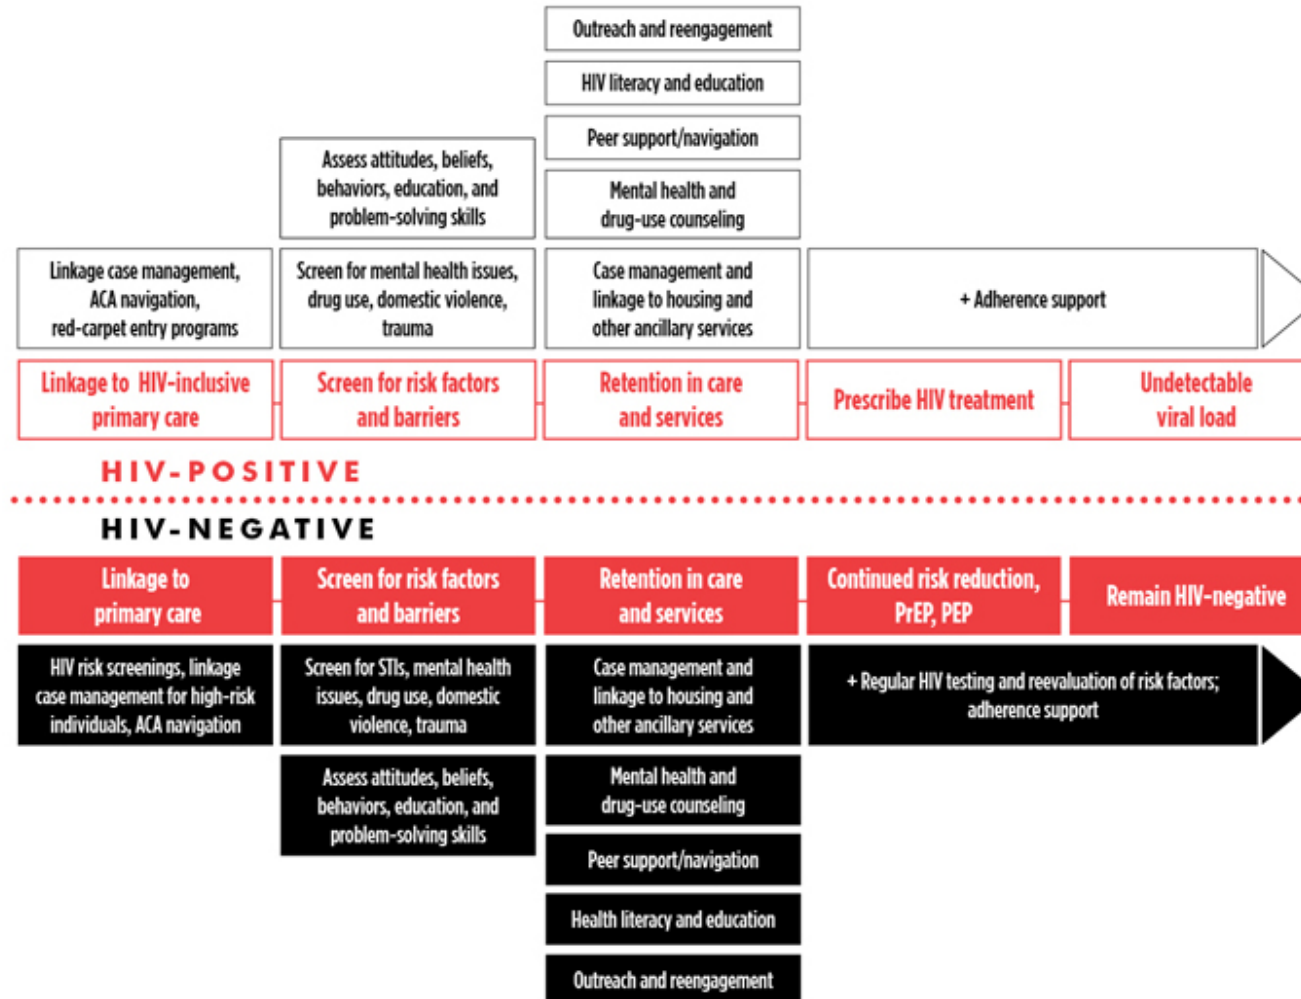 Outreach and reengagement
HIV literacy and education
Peer support/navigation
Assess attitudes, beliefs,
behaviors, education, and
problem-solving skills
Mental health and
drug-use counseling
Linkage case management,
ACA navigation,
red-carpet entry programs
Screen for mental health issues,
drug use, domestic violence,
trauma
Case management and
linkage to housing and
other ancillary services
+ Adherence support
Linkage to HIV-inclusive
primary care
Screen for risk factors
and barriers
Retention in care
and services
Prescribe HIV treatment
Undetectable
viral load
HIV-POSITIVE
HIV-NEGATIVE
Linkage to
primary care
Screen for risk factors
and barriers
Retention in care
and services
Continued risk reduction,
PrEP, PEP
Remain HIV-negative
HIV risk screenings, linkage
case management for high-risk
individuals, ACA navigation
Screen for STIs, mental health
issues, drug use, domestic
violence, trauma
Case management and
linkage to housing and
other ancillary services
+ Regular HIV testing and reevaluation of risk factors;
adherence support
Assess attitudes, beliefs,
behaviors, education, and
problem-solving skills
Mental health and
drug-use counseling
Peer support/navigation
Health literacy and education
Outreach and reengagement